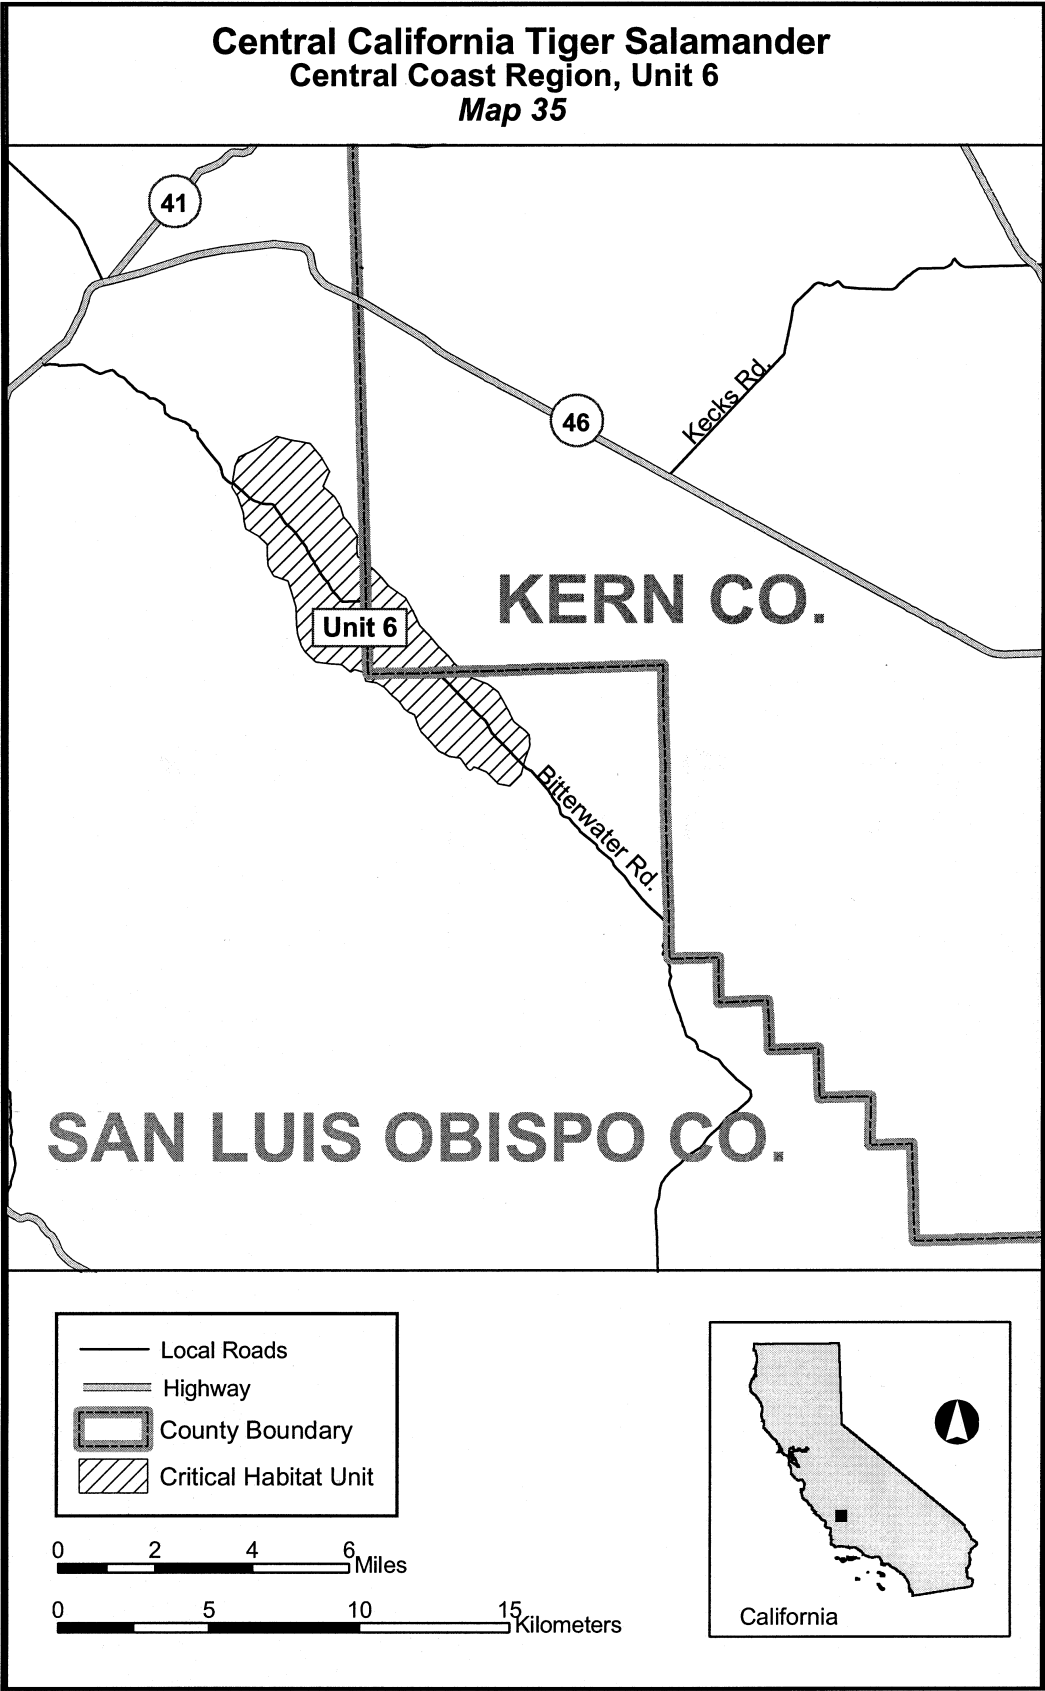 Central California Tiger Salamander
Central Coast Region, Unit 6
Map 35
41
46
Kecks Rd.
KERN CO.
Unit 6
Bitterwater Rd.
SAN LUIS OBISPO CO.
Local Roads
Highway
County Boundary
Critical Habitat Unit
0 2 4 6 Miles
0 5 10 15 Kilometers
California